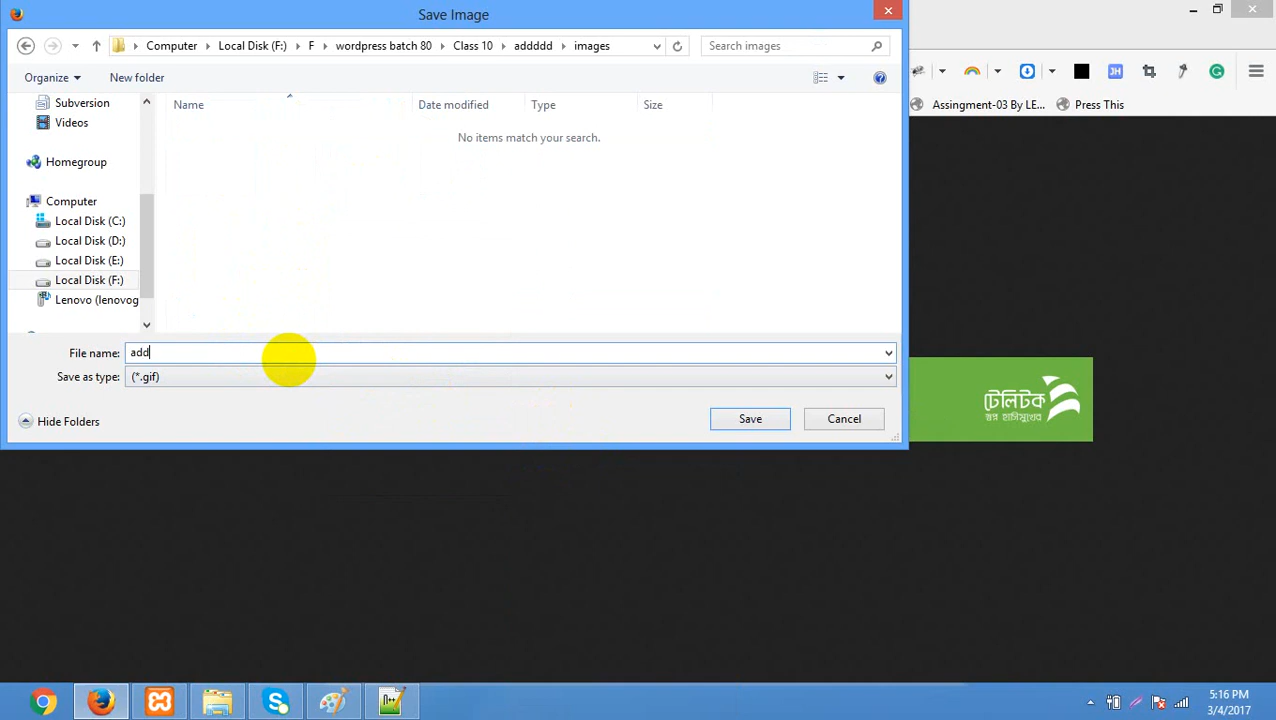 Save Image
Computer Local Disk (F:) F wordpress batch 80 Class 10 addddd images
Search images
Organize New folder
Subversion
Videos
Homegroup
Computer
Local Disk (C:)
Local Disk (D:)
Local Disk (E:)
Local Disk (F:)
Lenovo (lenovog
Name Date modified Type Size
No items match your search.
File name: add
Save as type: (*.gif)
Hide Folders Save Cancel
JH
Assingment-03 By LE... Press This
টেলিটক
স্বপ্ন হাসিমুখের
5:16 PM
3/4/2017